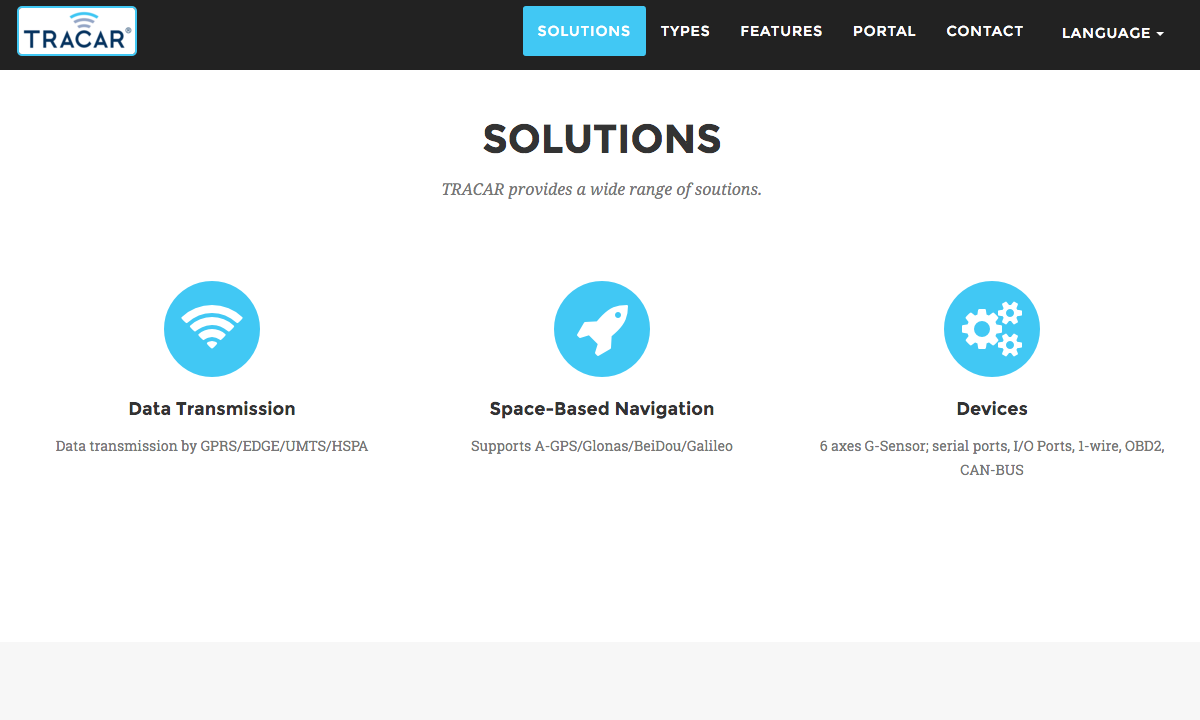 TRACAR®
SOLUTIONS
TYPES
FEATURES
PORTAL
CONTACT
LANGUAGE
SOLUTIONS
TRACAR provides a wide range of soutions.
Data Transmission
Data transmission by GPRS/EDGE/UMTS/HSPA
Space-Based Navigation
Supports A-GPS/Glonas/BeiDou/Galileo
Devices
6 axes G-Sensor; serial ports, I/O Ports, 1-wire, OBD2,
CAN-BUS